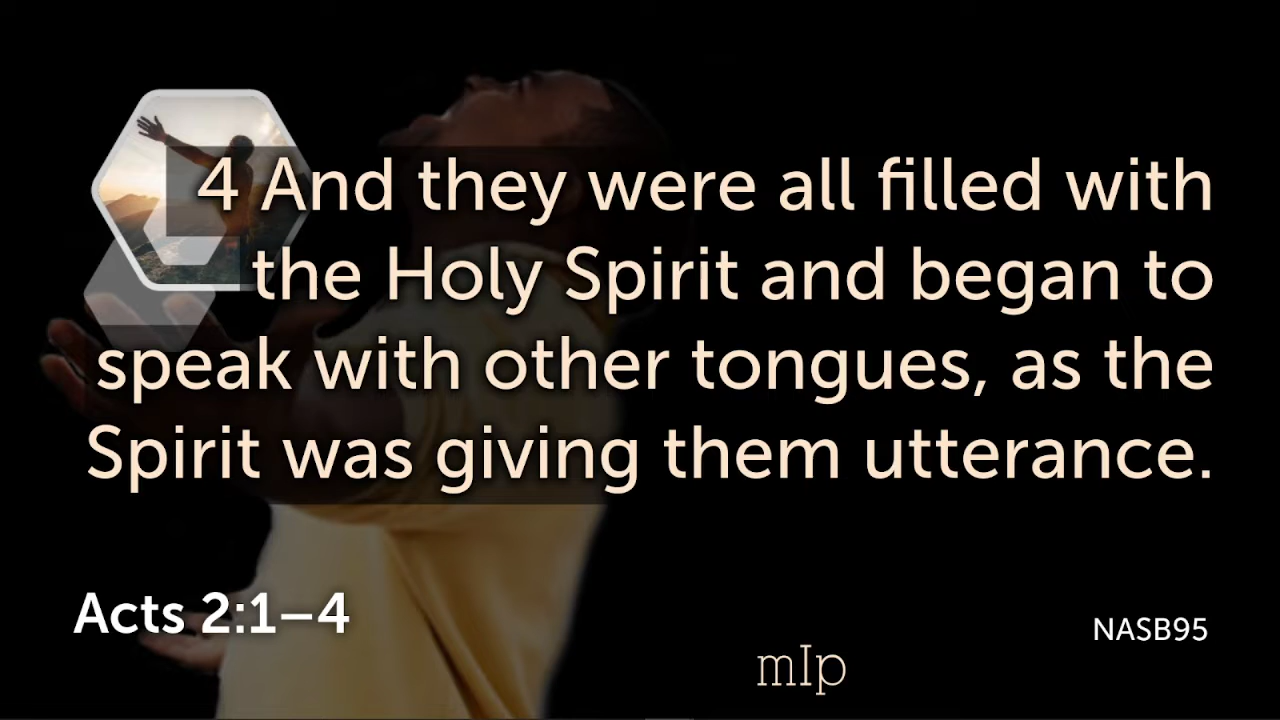 4 And they were all filled with
the Holy Spirit and began to
speak with other tongues, as the
Spirit was giving them utterance.
Acts 2:1–4
NASB95
mIp